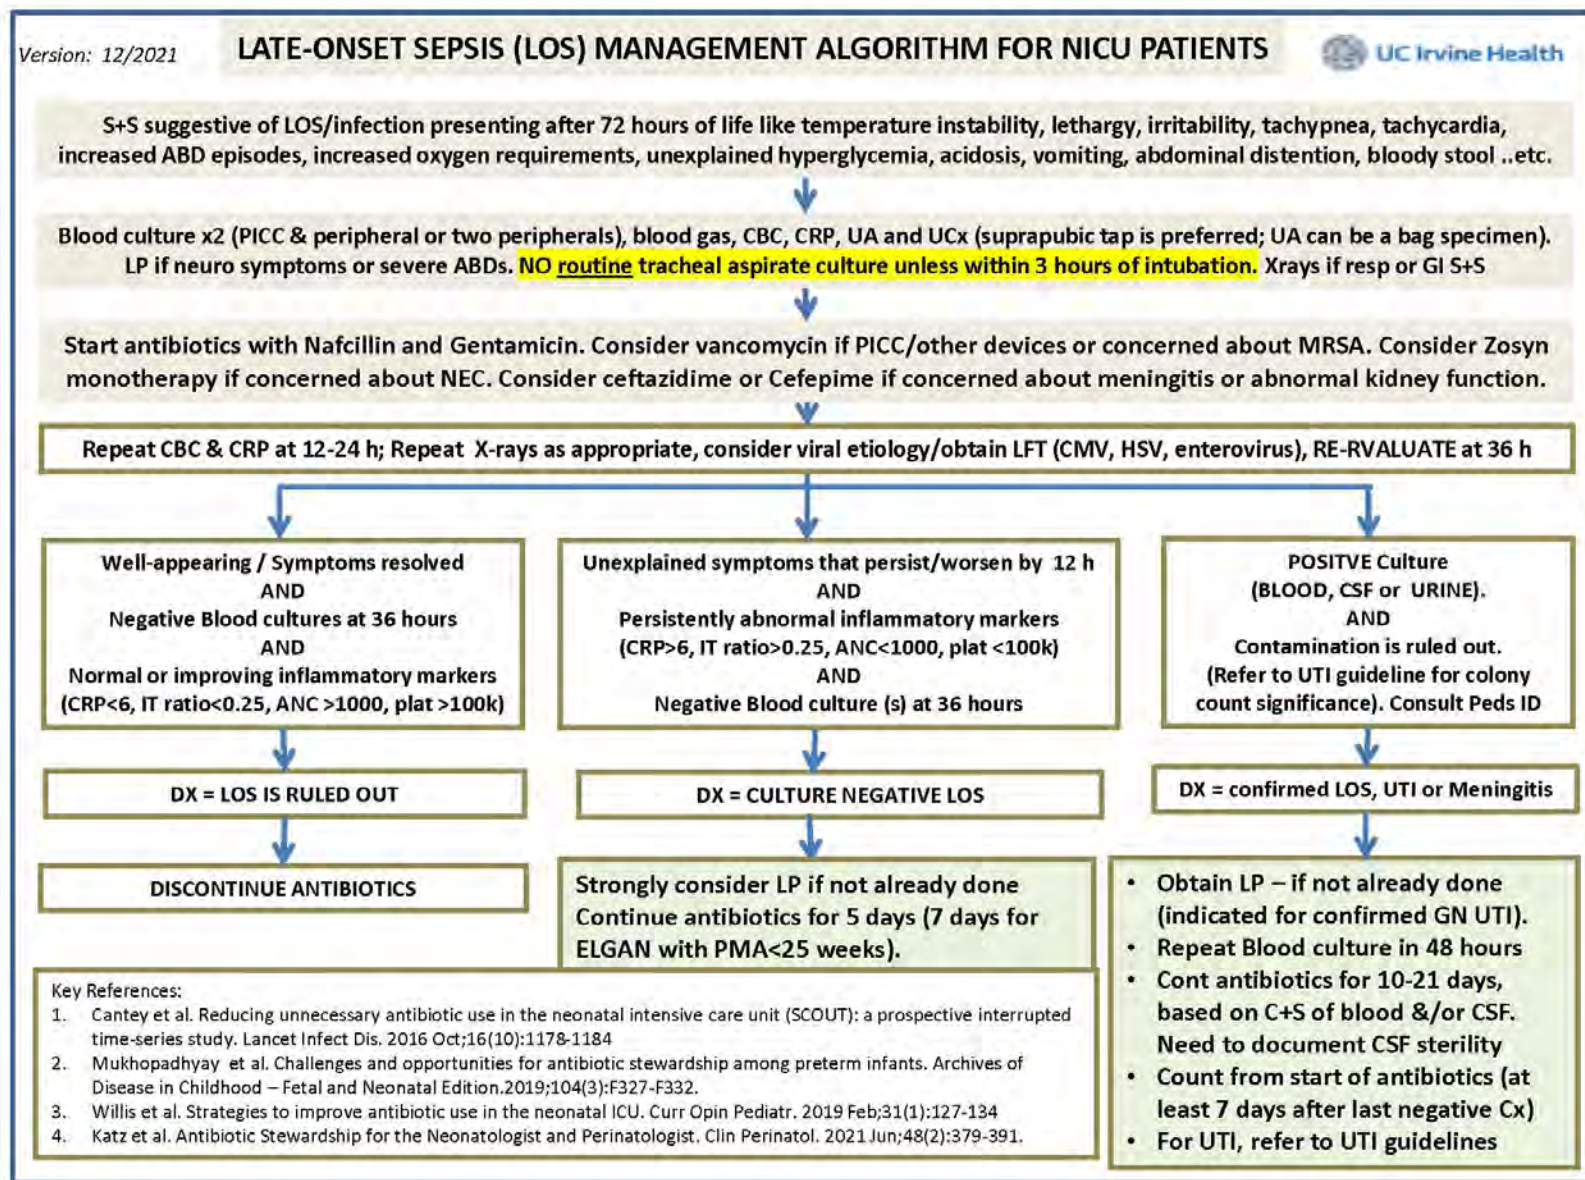 Version: 12/2021
LATE-ONSET SEPSIS (LOS) MANAGEMENT ALGORITHM FOR NICU PATIENTS
UC Irvine Health
S+S suggestive of LOS/infection presenting after 72 hours of life like temperature instability, lethargy, irritability, tachypnea, tachycardia,
increased ABD episodes, increased oxygen requirements, unexplained hyperglycemia, acidosis, vomiting, abdominal distention, bloody stool ..etc.
Blood culture x2 (PICC & peripheral or two peripherals), blood gas, CBC, CRP, UA and UCx (suprapubic tap is preferred; UA can be a bag specimen).
LP if neuro symptoms or severe ABDs. NO routine tracheal aspirate culture unless within 3 hours of intubation. Xrays if resp or GI S+S
Start antibiotics with Nafcillin and Gentamicin. Consider vancomycin if PICC/other devices or concerned about MRSA. Consider Zosyn
monotherapy if concerned about NEC. Consider ceftazidime or Cefepime if concerned about meningitis or abnormal kidney function.
Repeat CBC & CRP at 12-24 h; Repeat X-rays as appropriate, consider viral etiology/obtain LFT (CMV, HSV, enterovirus), RE-RVALUATE at 36 h
Well-appearing / Symptoms resolved
AND
Negative Blood cultures at 36 hours
AND
Normal or improving inflammatory markers
(CRP<6, IT ratio<0.25, ANC >1000, plat >100k)
DX = LOS IS RULED OUT
DISCONTINUE ANTIBIOTICS
Unexplained symptoms that persist/worsen by 12 h
AND
Persistently abnormal inflammatory markers
(CRP>6, IT ratio>0.25, ANC<1000, plat <100k)
AND
Negative Blood culture (s) at 36 hours
DX = CULTURE NEGATIVE LOS
Strongly consider LP if not already done
Continue antibiotics for 5 days (7 days for
ELGAN with PMA<25 weeks).
POSITVE Culture
(BLOOD, CSF or URINE).
AND
Contamination is ruled out.
(Refer to UTI guideline for colony
count significance). Consult Peds ID
DX = confirmed LOS, UTI or Meningitis
• Obtain LP – if not already done
(indicated for confirmed GN UTI).
• Repeat Blood culture in 48 hours
• Cont antibiotics for 10-21 days,
based on C+S of blood &/or CSF.
Need to document CSF sterility
• Count from start of antibiotics (at
least 7 days after last negative Cx)
• For UTI, refer to UTI guidelines
Key References:
1. Cantey et al. Reducing unnecessary antibiotic use in the neonatal intensive care unit (SCOUT): a prospective interrupted
time-series study. Lancet Infect Dis. 2016 Oct;16(10):1178-1184
2. Mukhopadhyay et al. Challenges and opportunities for antibiotic stewardship among preterm infants. Archives of
Disease in Childhood – Fetal and Neonatal Edition.2019;104(3):F327-F332.
3. Willis et al. Strategies to improve antibiotic use in the neonatal ICU. Curr Opin Pediatr. 2019 Feb;31(1):127-134
4. Katz et al. Antibiotic Stewardship for the Neonatologist and Perinatologist. Clin Perinatol. 2021 Jun;48(2):379-391.